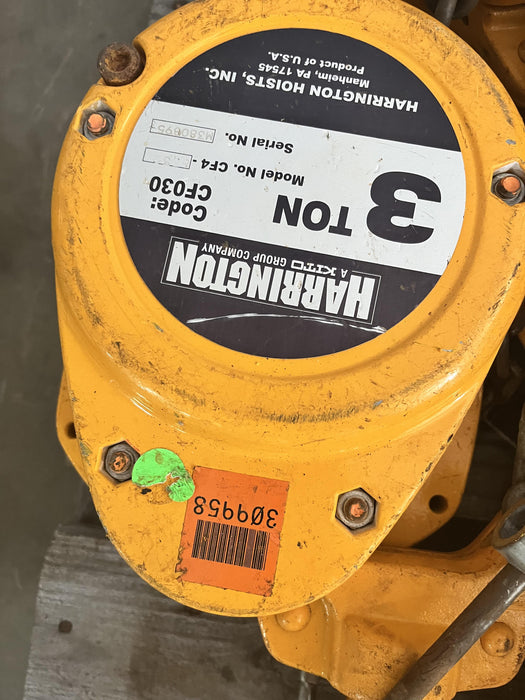 HARRINGTON
A KITO GROUP COMPANY
3 TON
Code:
CF030
Model No. CF4-
Serial No.
HARRINGTON HOISTS, INC.
Manheim, PA 17545
Product of U.S.A.
309958